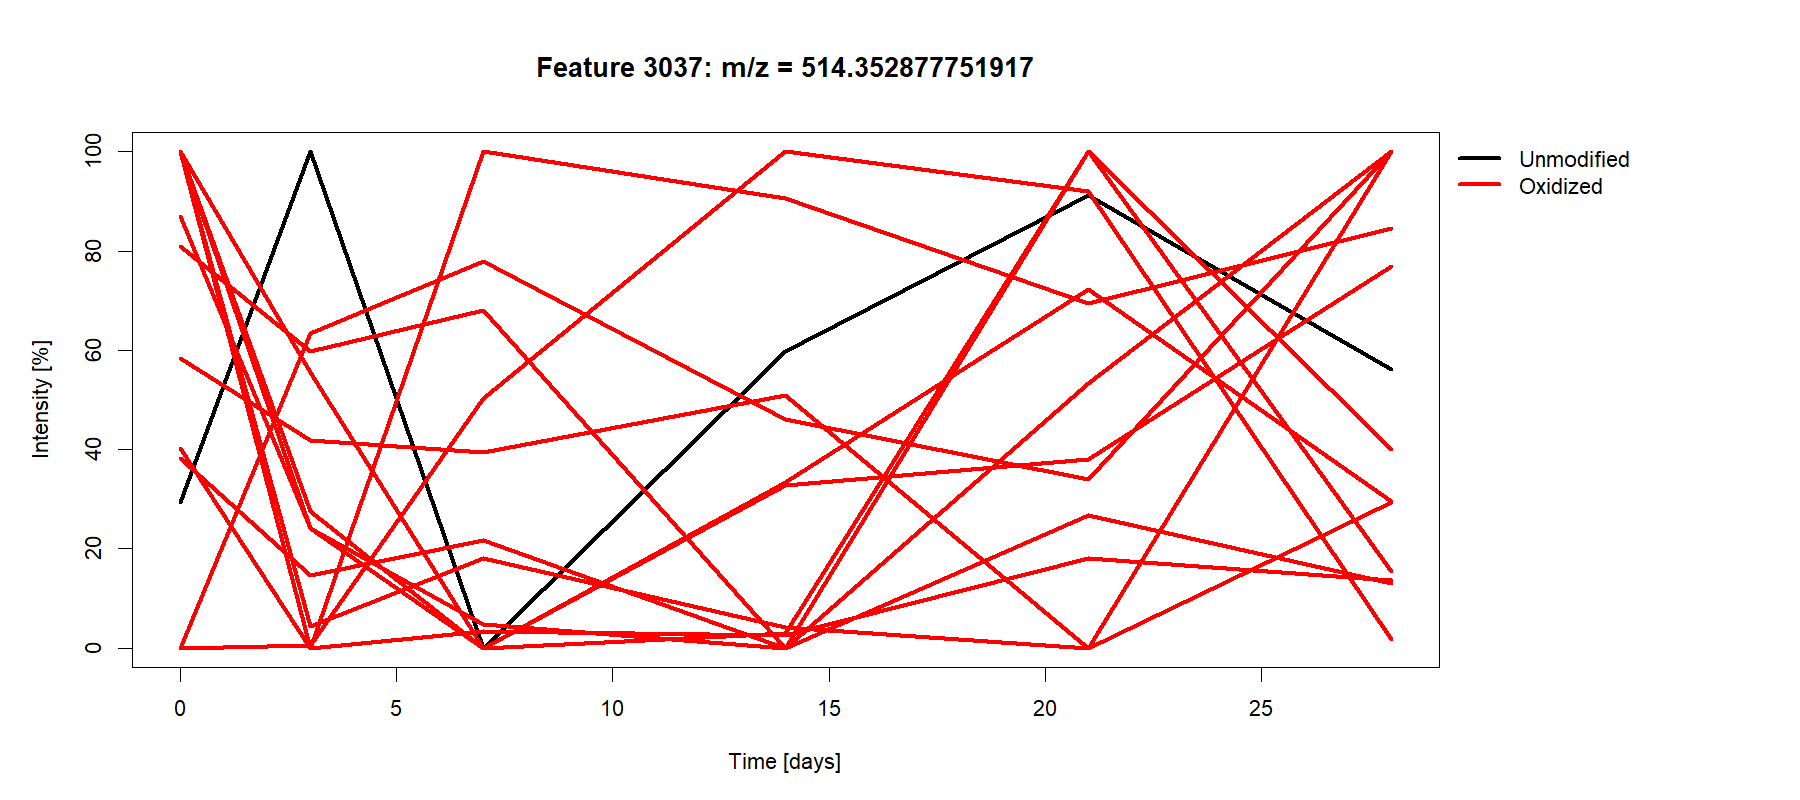 Feature 3037: m/z = 514.352877751917
Unmodified
Oxidized
Intensity [%]
100
80
60
40
20
0
0 5 10 15 20 25
Time [days]